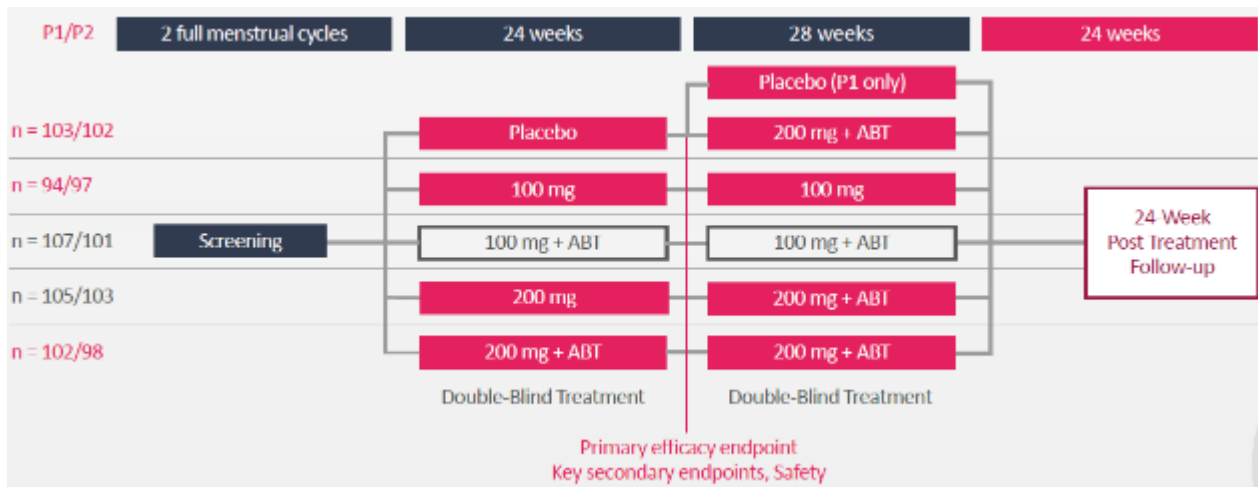 P1/P2
2 full menstrual cycles
24 weeks
28 weeks
24 weeks
Placebo (P1 only)
n = 103/102
Placebo
200 mg + ABT
n = 94/97
100 mg
100 mg
n = 107/101
Screening
100 mg + ABT
100 mg + ABT
24 Week
Post Treatment
Follow-up
n = 105/103
200 mg
200 mg + ABT
n = 102/98
200 mg + ABT
200 mg + ABT
Double-Blind Treatment
Double-Blind Treatment
Primary efficacy endpoint
Key secondary endpoints, Safety